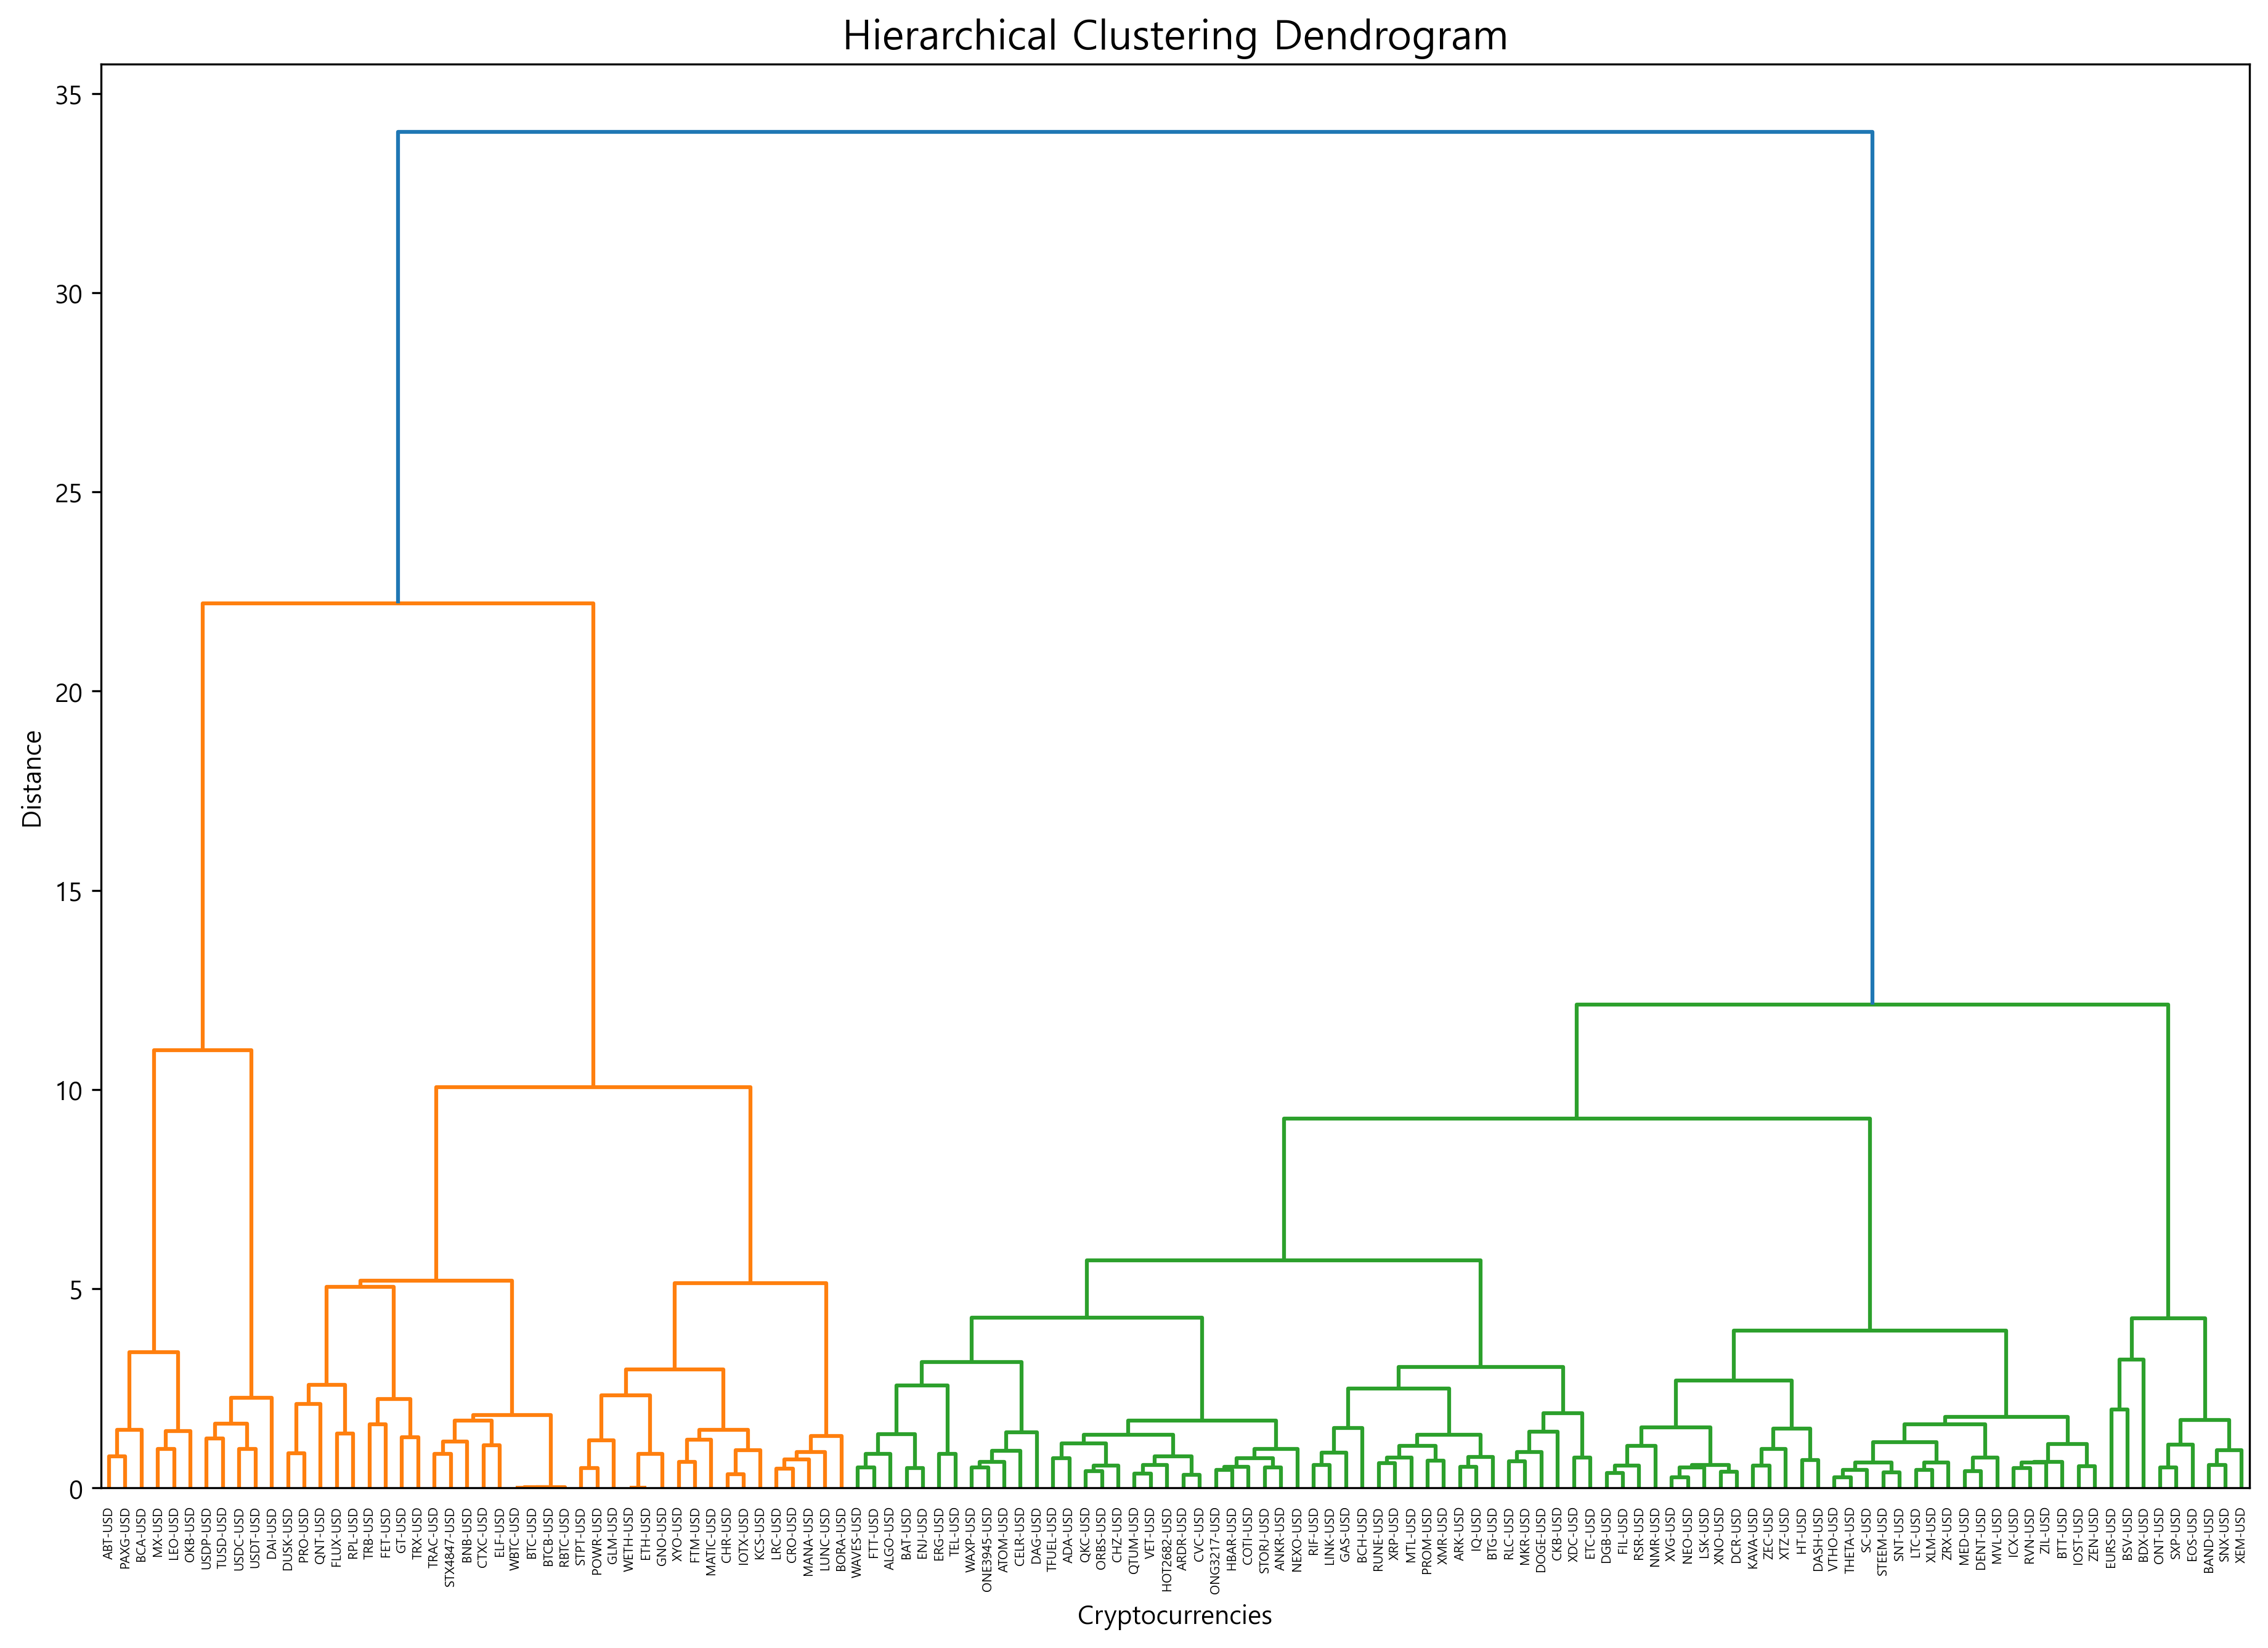 Hierarchical Clustering Dendrogram
35
30
25
20
15
10
5
0
Distance
ABT-USD
PAXG-USD
BCA-USD
MX-USD
LEO-USD
OKB-USD
USDP-USD
TUSD-USD
USDC-USD
USDT-USD
DAI-USD
DUSK-USD
PRO-USD
QNT-USD
FLUX-USD
RPL-USD
TRB-USD
FET-USD
GT-USD
TRX-USD
TRAC-USD
STX4847-USD
BNB-USD
CTXC-USD
ELF-USD
WBTC-USD
BTC-USD
BTCB-USD
RBTC-USD
STPT-USD
POWR-USD
GLM-USD
WETH-USD
ETH-USD
GNO-USD
XYO-USD
FTM-USD
MATIC-USD
CHR-USD
IOTX-USD
KCS-USD
LRC-USD
CRO-USD
MANA-USD
LUNC-USD
BORA-USD
WAVES-USD
FTT-USD
ALGO-USD
BAT-USD
ENJ-USD
ERG-USD
TEL-USD
WAXP-USD
ONE3945-USD
ATOM-USD
CELR-USD
DAG-USD
TFUEL-USD
ADA-USD
QKC-USD
ORBS-USD
CHZ-USD
QTUM-USD
VET-USD
HOT2682-USD
ARDR-USD
CVC-USD
ONG3217-USD
HBAR-USD
COTI-USD
STORJ-USD
ANKR-USD
NEXO-USD
RIF-USD
LINK-USD
GAS-USD
BCH-USD
RUNE-USD
XRP-USD
MTL-USD
PROM-USD
XMR-USD
ARK-USD
IQ-USD
BTG-USD
RLC-USD
MKR-USD
DOGE-USD
CKB-USD
XDC-USD
ETC-USD
DGB-USD
FIL-USD
RSR-USD
NMR-USD
XVG-USD
NEO-USD
LSK-USD
XNO-USD
DCR-USD
KAVA-USD
ZEC-USD
XTZ-USD
HT-USD
DASH-USD
VTHO-USD
THETA-USD
SC-USD
STEEM-USD
SNT-USD
LTC-USD
XLM-USD
ZRX-USD
MED-USD
DENT-USD
MVL-USD
ICX-USD
RVN-USD
ZIL-USD
BTT-USD
IOST-USD
ZEN-USD
EURS-USD
BSV-USD
BDX-USD
ONT-USD
SXP-USD
EOS-USD
BAND-USD
SNX-USD
XEM-USD
Cryptocurrencies